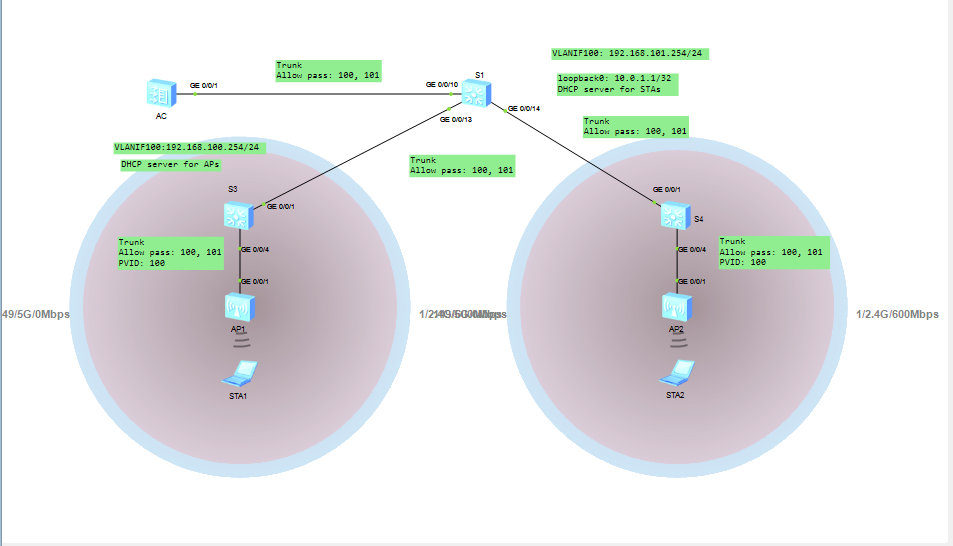 VLANIF100: 192.168.101.254/24
loopback0: 10.0.1.1/32
DHCP server for STAs
Trunk
Allow pass: 100, 101
S1
GE 0/0/1
GE 0/0/10
AC
GE 0/0/13
GE 0/0/14
Trunk
Allow pass: 100, 101
VLANIF100:192.168.100.254/24
DHCP server for APs
Trunk
Allow pass: 100, 101
S3
GE 0/0/1
GE 0/0/1
S4
Trunk
Allow pass: 100, 101
PVID: 100
GE 0/0/4
GE 0/0/4
Trunk
Allow pass: 100, 101
PVID: 100
GE 0/0/1
GE 0/0/1
49/5G/0Mbps
1/2.4G/600Mbps
AP1
AP2
STA1
STA2